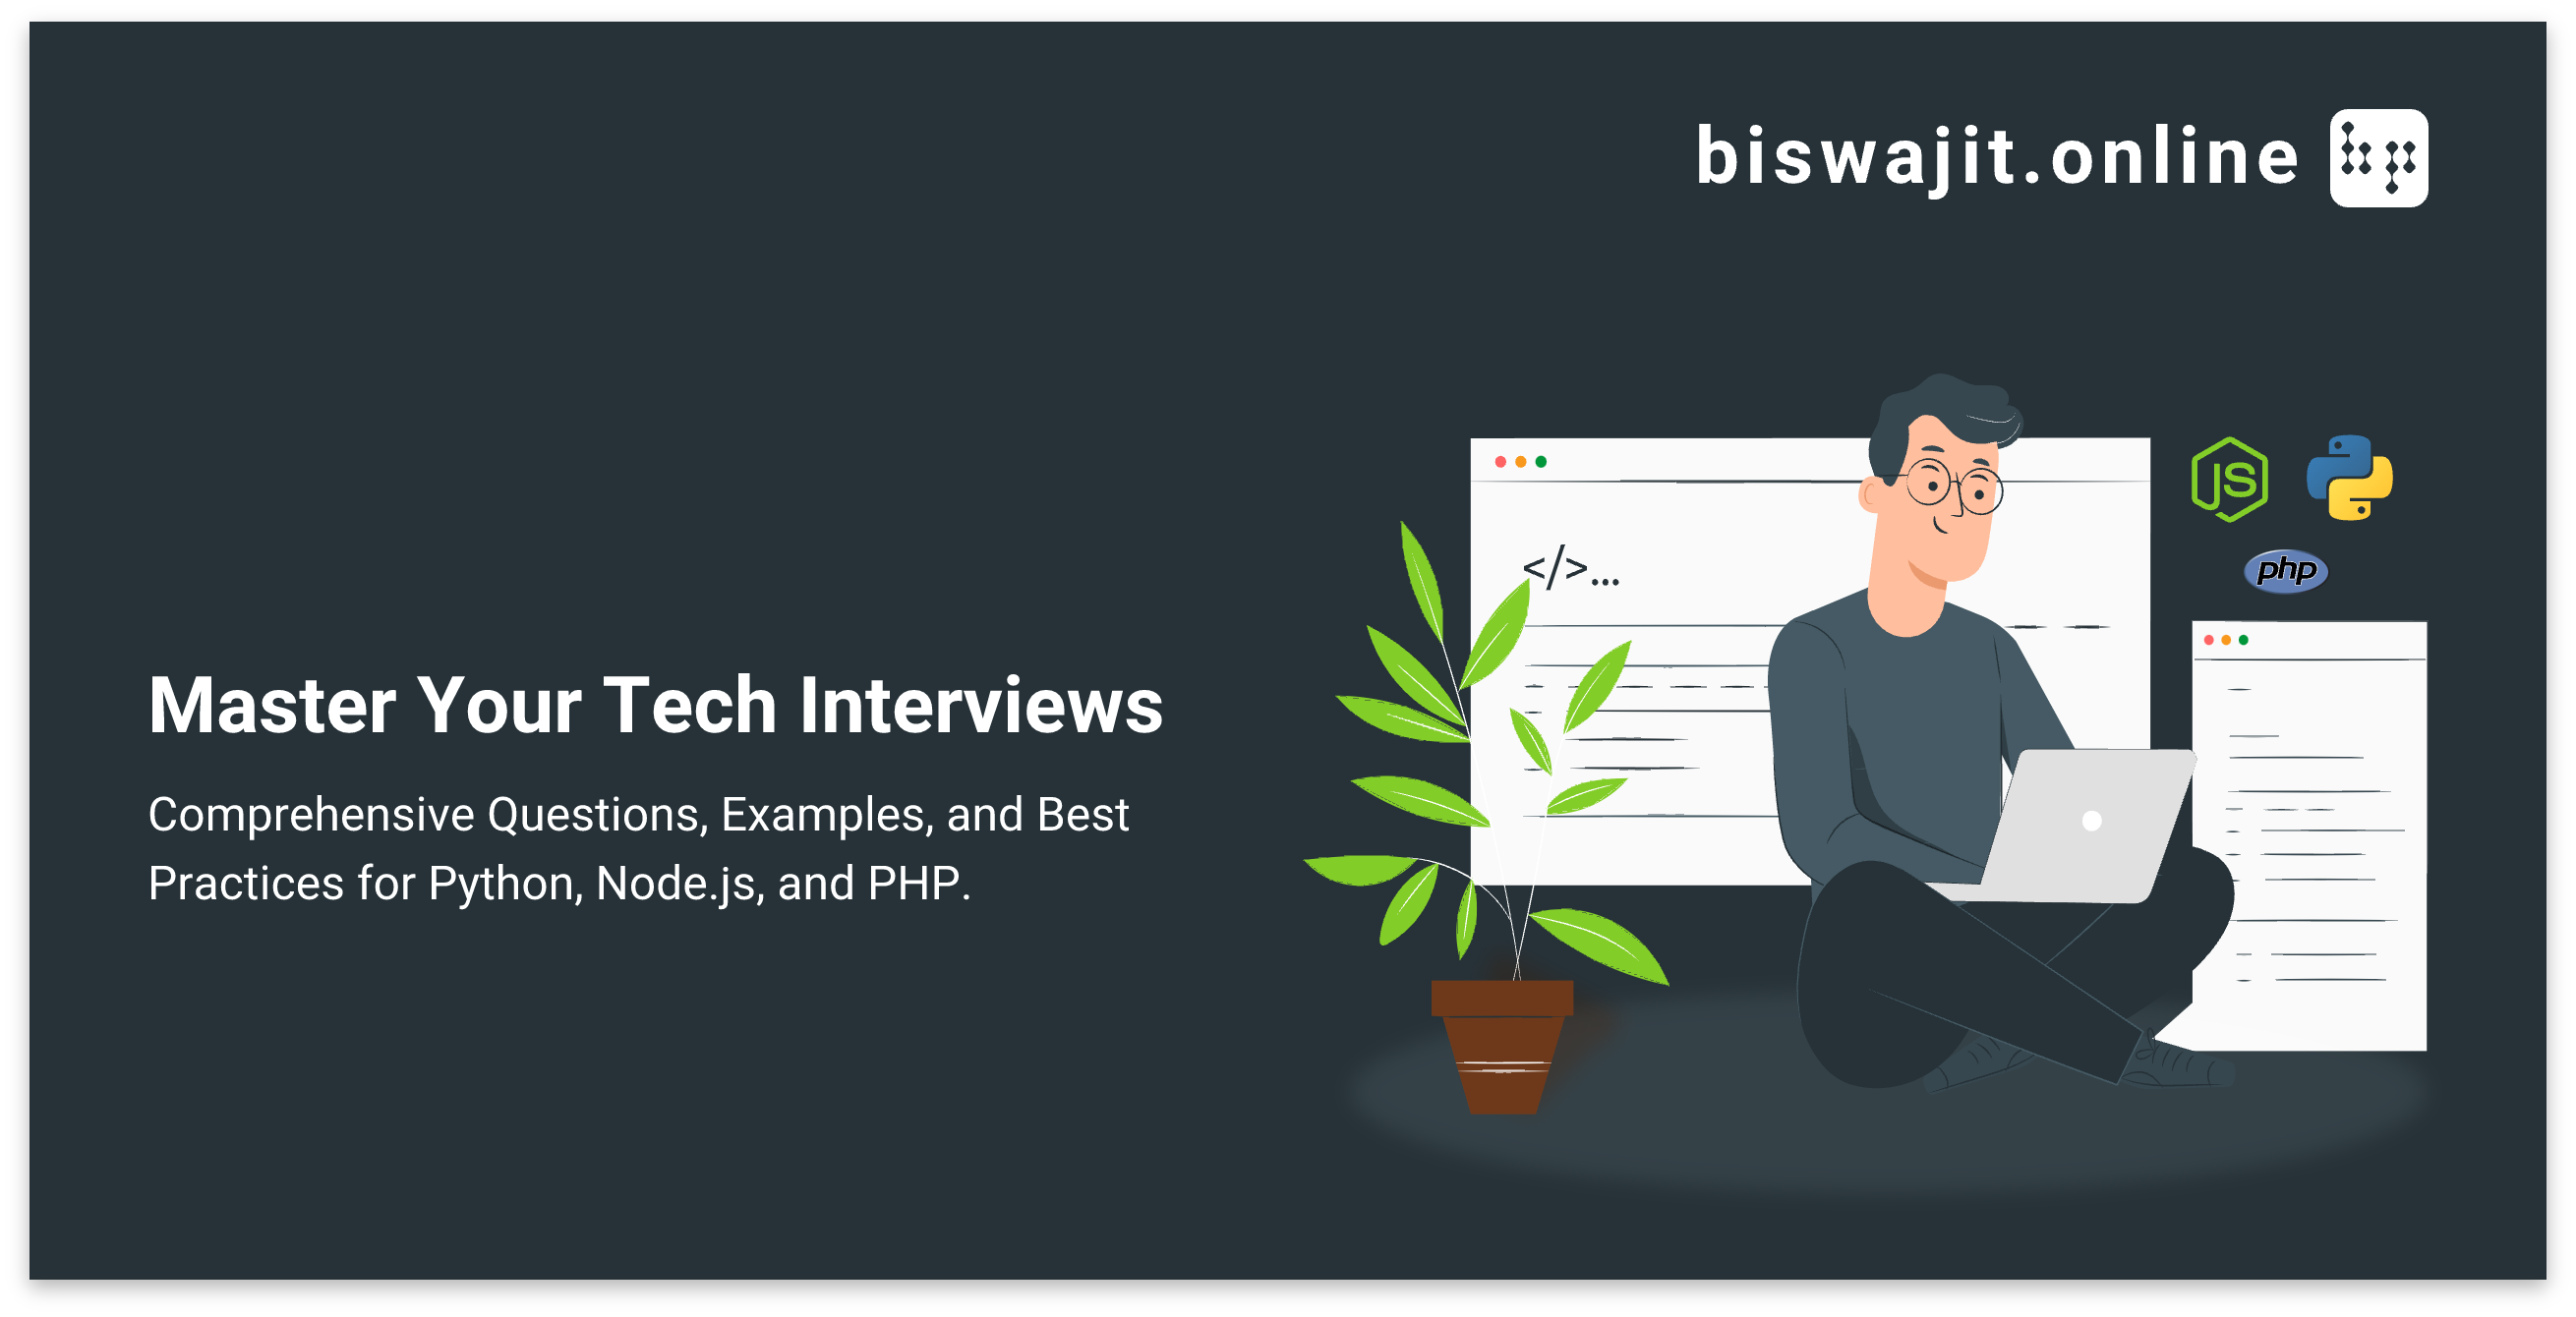 biswajit.online
Master Your Tech Interviews
Comprehensive Questions, Examples, and Best
Practices for Python, Node.js, and PHP.
</>...
JS
php